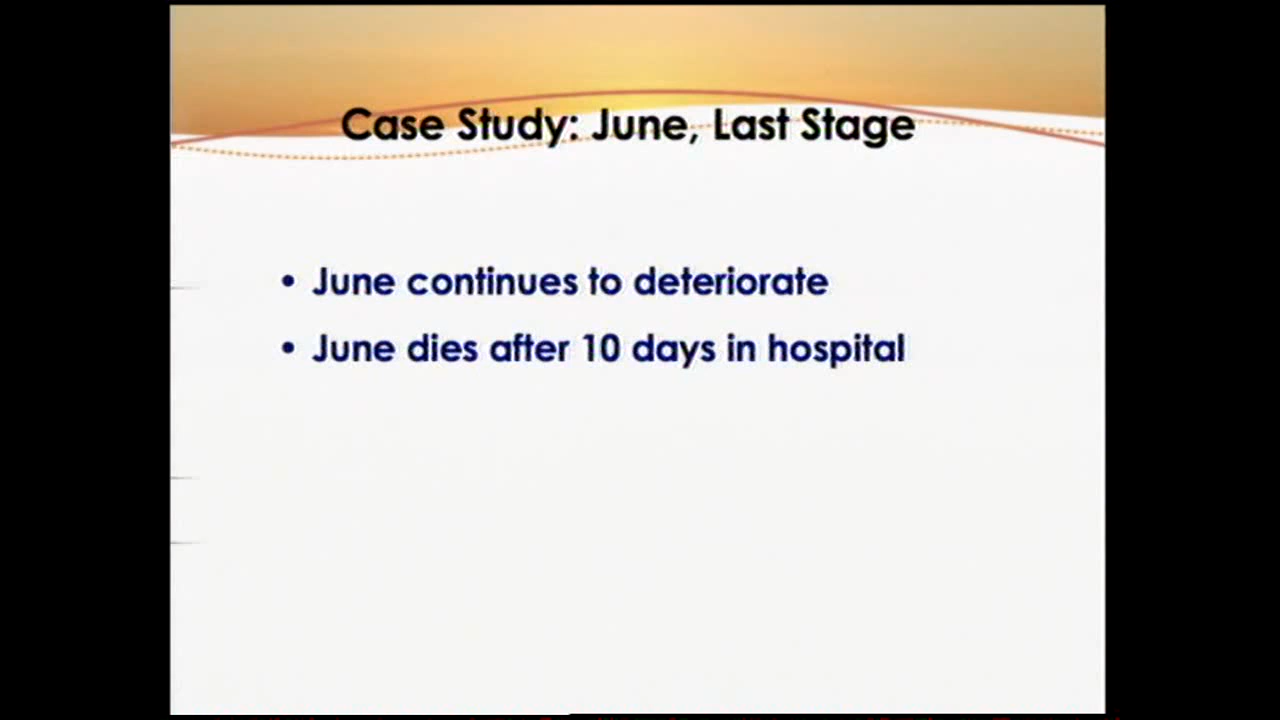 Case Study: June, Last Stage
• June continues to deteriorate
• June dies after 10 days in hospital